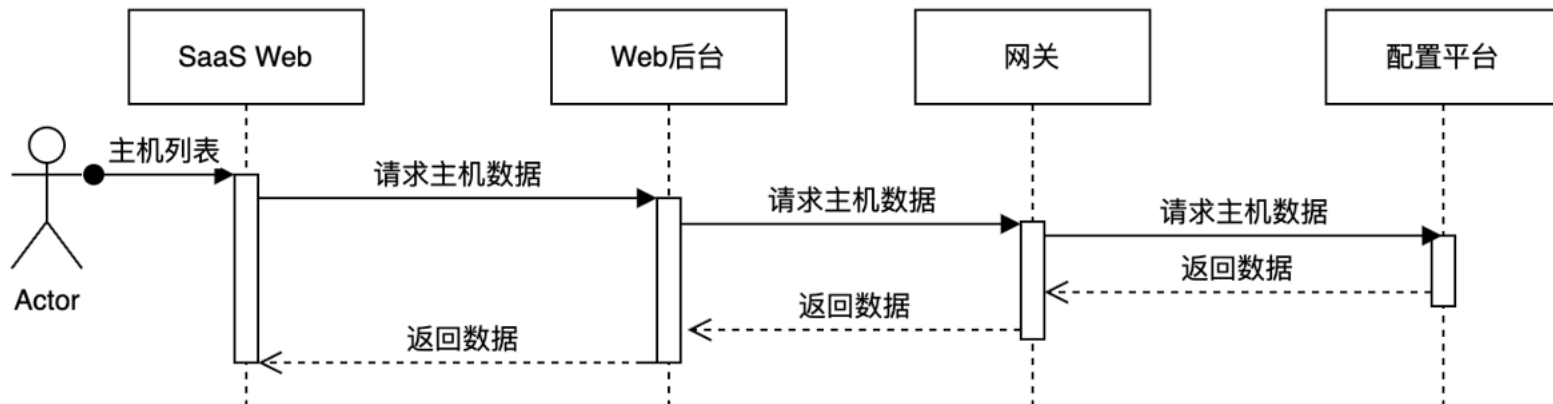 SaaS Web
Web后台
网关
配置平台
主机列表
请求主机数据
请求主机数据
请求主机数据
返回数据
返回数据
返回数据
Actor